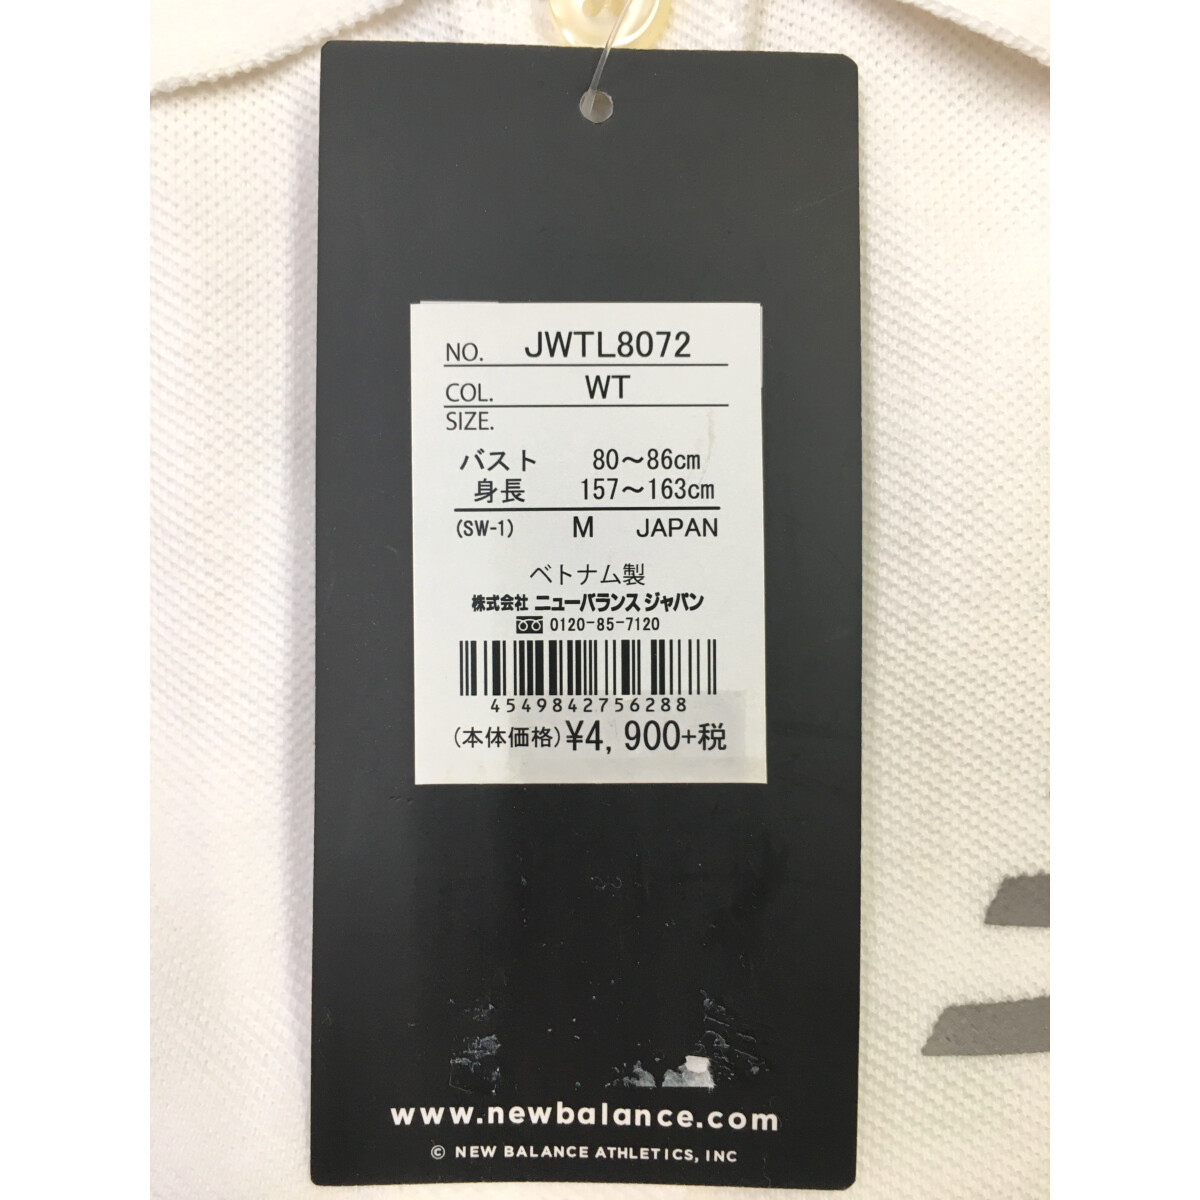 NO. JWTL8072
COL. WT
SIZE.
バスト 80～86cm
身長 157～163cm
(SW-1) M JAPAN
ベトナム製
株式会社 ニューバランス ジャパン
0120-85-7120
4549842756288
(本体価格)¥4,900+税
www.newbalance.com
© NEW BALANCE ATHLETICS, INC